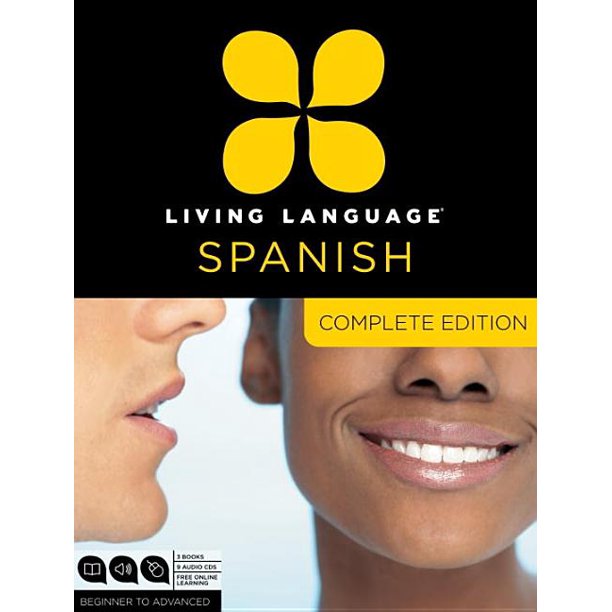 LIVING LANGUAGE®
SPANISH
COMPLETE EDITION
3 BOOKS
9 AUDIO CDS
FREE ONLINE
LEARNING
BEGINNER TO ADVANCED